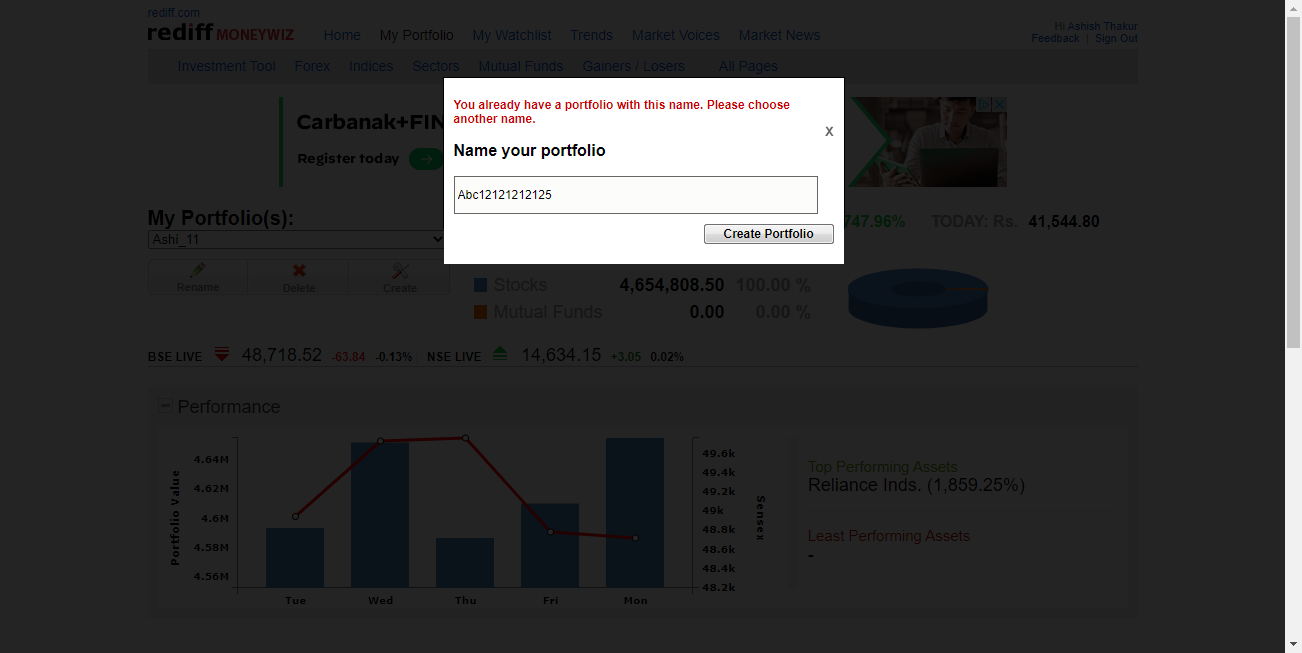 rediff.com
rediff MONEYWIZ
Home My Portfolio My Watchlist Trends Market Voices Market News
Hi Ashish Thakur
Feedback | Sign Out
Investment Tool Forex Indices Sectors Mutual Funds Gainers / Losers All Pages
You already have a portfolio with this name. Please choose
another name.
X
Name your portfolio
Abc12121212125
Create Portfolio
Carbanak+FIN
Register today
My Portfolio(s):
Ashi_11
747.96% TODAY: Rs. 41,544.80
Rename Delete Create
Stocks 4,654,808.50 100.00 %
Mutual Funds 0.00 0.00 %
BSE LIVE 48,718.52 -63.84 -0.13% NSE LIVE 14,634.15 +3.05 0.02%
Performance
Portfolio Value
4.64M
4.62M
4.6M
4.58M
4.56M
Tue Wed Thu Fri Mon
49.6k
49.4k
49.2k
49k
48.8k
48.6k
48.4k
48.2k
Sensex
Top Performing Assets
Reliance Inds. (1,859.25%)
Least Performing Assets
-